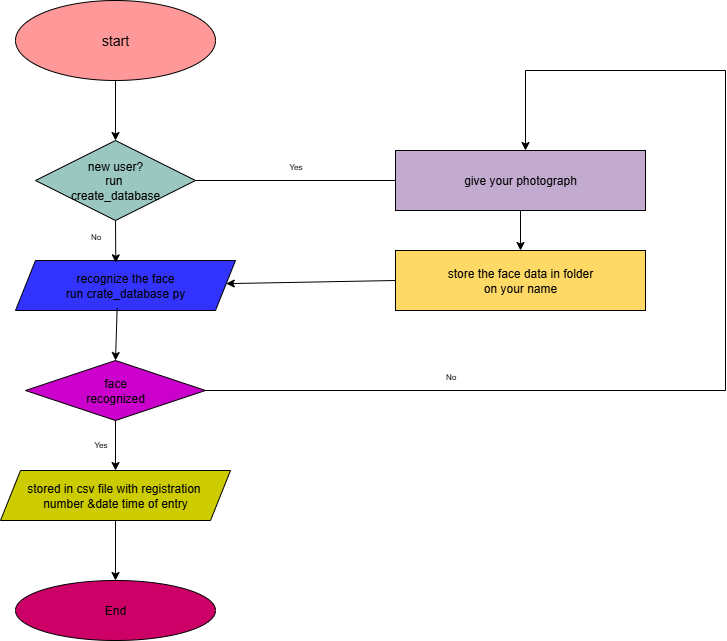 start
new user?
run
create_database
Yes
give your photograph
No
recognize the face
run crate_database py
store the face data in folder
on your name
face
recognized
No
Yes
stored in csv file with registration
number &date time of entry
End